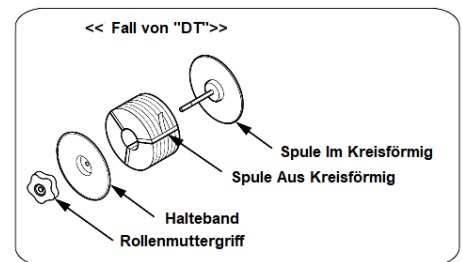 << Fall von "DT">>
Spule Im Kreisförmig
Spule Aus Kreisförmig
Halteband
Rollenmuttergriff